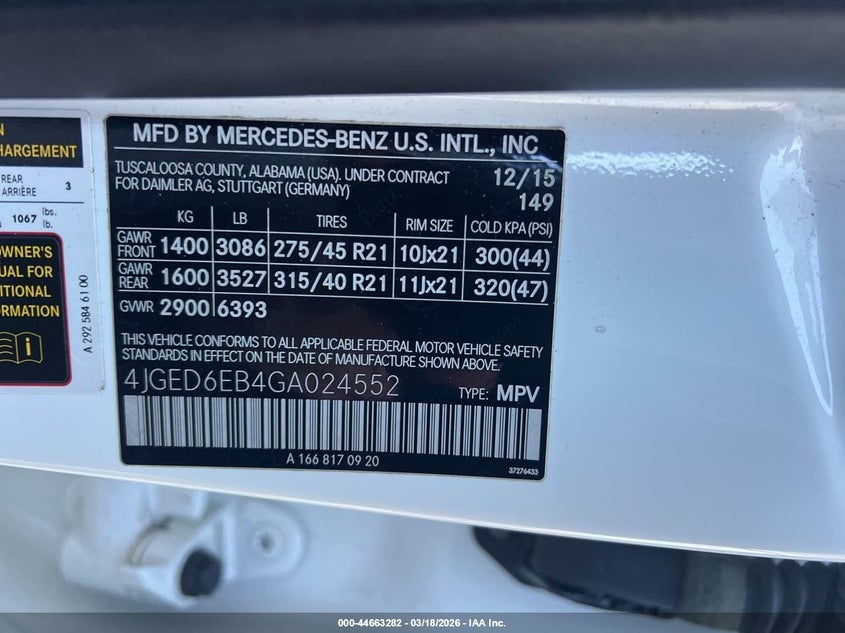 N
HARGEMENT
REAR
ARRIÈRE 3
1067 lbs.
lb.
OWNER'S
UAL FOR
ITIONAL
ORMATION
i
A 292 584 61 00
MFD BY MERCEDES-BENZ U.S. INTL., INC
TUSCALOOSA COUNTY, ALABAMA (USA). UNDER CONTRACT 12/15
FOR DAIMLER AG, STUTTGART (GERMANY) 149
KG LB TIRES RIM SIZE COLD KPA (PSI)
GAWR FRONT 1400 3086 275/45 R21 10Jx21 300(44)
GAWR REAR 1600 3527 315/40 R21 11Jx21 320(47)
GVWR 2900 6393
THIS VEHICLE CONFORMS TO ALL APPLICABLE FEDERAL MOTOR VEHICLE SAFETY
STANDARDS IN EFFECT ON THE DATE OF MANUFACTURE SHOWN ABOVE.
4JGED6EB4GA024552 TYPE: MPV
A 166 817 09 20
37276433
000-44663282 - 03/18/2026 - IAA Inc.